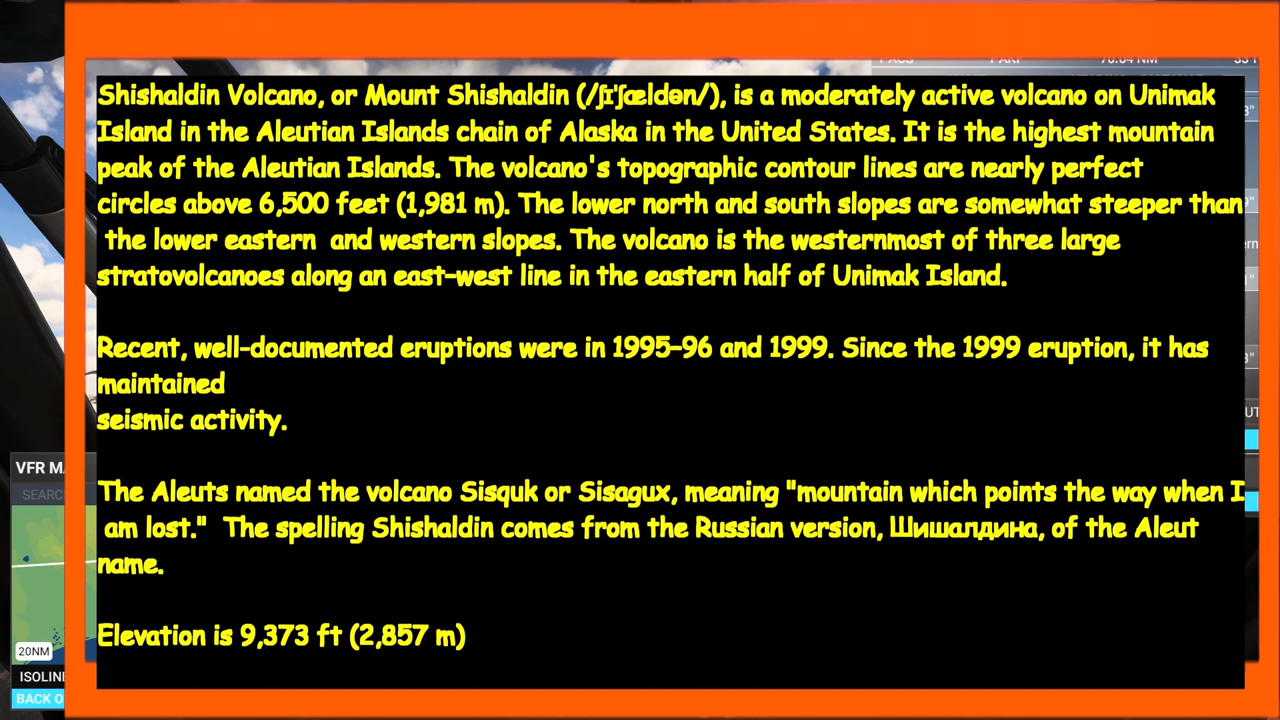 PACS PAKF 70.04 NM
Shishaldin Volcano, or Mount Shishaldin (/ʃɪˈʃældɵn/), is a moderately active volcano on Unimak
Island in the Aleutian Islands chain of Alaska in the United States. It is the highest mountain
peak of the Aleutian Islands. The volcano's topographic contour lines are nearly perfect
circles above 6,500 feet (1,981 m). The lower north and south slopes are somewhat steeper than
the lower eastern and western slopes. The volcano is the westernmost of three large
stratovolcanoes along an east–west line in the eastern half of Unimak Island.
Recent, well-documented eruptions were in 1995–96 and 1999. Since the 1999 eruption, it has
maintained
seismic activity.
The Aleuts named the volcano Sisquk or Sisagux, meaning "mountain which points the way when I
am lost." The spelling Shishaldin comes from the Russian version, Шишалдина, of the Aleut
name.
Elevation is 9,373 ft (2,857 m)
VFR MA
SEARC
20NM
ISOLINE
BACK O